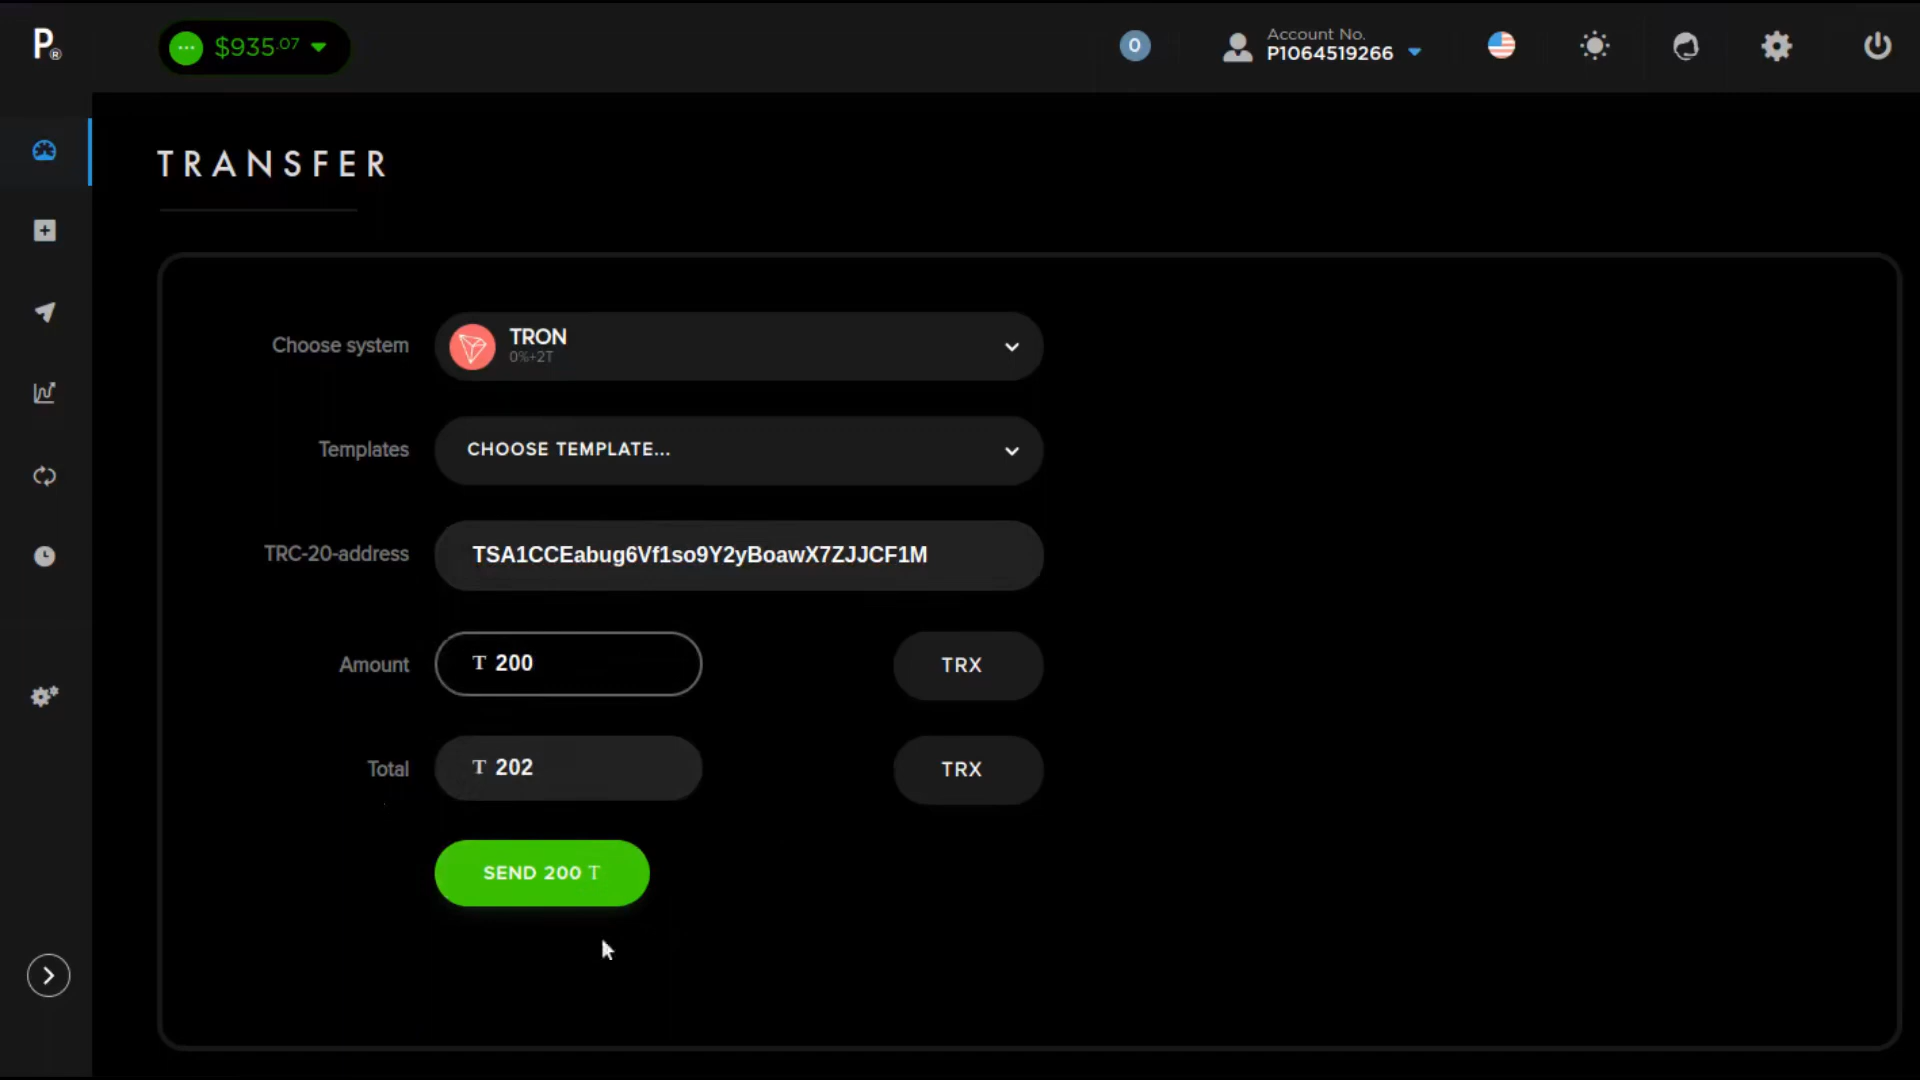 P®
$935.07
0
Account No.
P1064519266
TRANSFER
Choose system
TRON
0%+2T
Templates
CHOOSE TEMPLATE...
TRC-20-address
TSA1CCEabug6Vf1so9Y2yBoawX7ZJJCF1M
Amount
T 200
TRX
Total
T 202
TRX
SEND 200 T